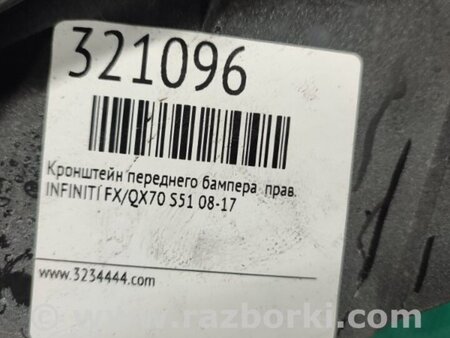 321096
Кронштейн переднего бампера прав.
INFINITI FX/QX70 S51 08-17
www.3234444.com
www.razborki.com